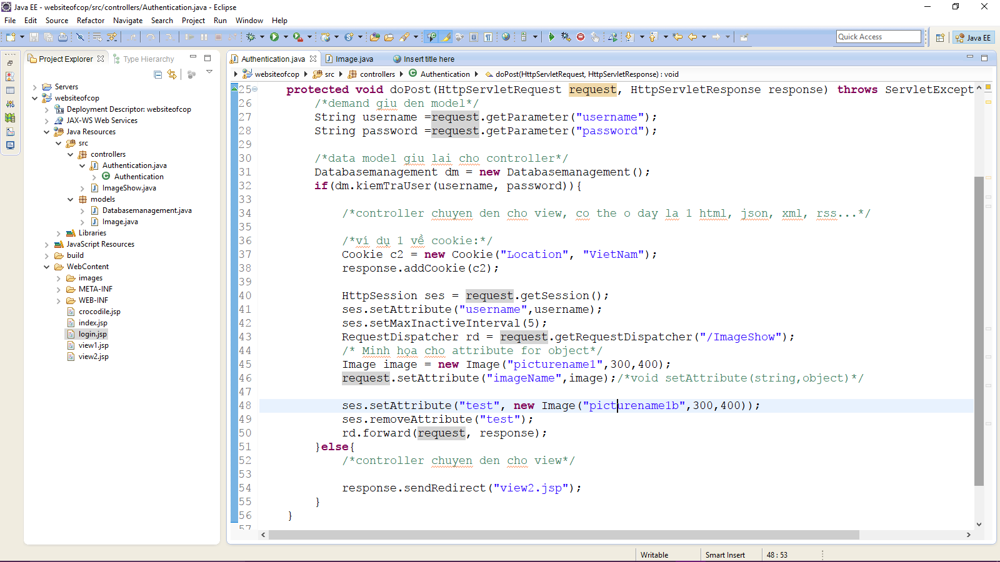 Java EE - websiteofcop/src/controllers/Authentication.java - Eclipse
File Edit Source Refactor Navigate Search Project Run Window Help
Quick Access
Java EE
Project Explorer
Type Hierarchy
Servers
websiteofcop
Deployment Descriptor: websiteofcop
JAX-WS Web Services
Java Resources
src
controllers
Authentication.java
Authentication
ImageShow.java
models
Databasemanagement.java
Image.java
Libraries
JavaScript Resources
build
WebContent
images
META-INF
WEB-INF
crocodile.jsp
index.jsp
login.jsp
view1.jsp
view2.jsp
Authentication.java Image.java Insert title here
websiteofcop src controllers Authentication doPost(HttpServletRequest, HttpServletResponse) : void
25 protected void doPost(HttpServletRequest request, HttpServletResponse response) throws ServletExcept
26 /*demand giu den model*/
27 String username =request.getParameter("username");
28 String password =request.getParameter("password");
29
30 /*data model giu lai cho controller*/
31 Databasemanagement dm = new Databasemanagement();
32 if(dm.kiemTraUser(username, password)){
33
34 /*controller chuyen den cho view, co the o day la 1 html, json, xml, rss...*/
35
36 /*ví dụ 1 về cookie:*/
37 Cookie c2 = new Cookie("Location", "VietNam");
38 response.addCookie(c2);
39
40 HttpSession ses = request.getSession();
41 ses.setAttribute("username",username);
42 ses.setMaxInactiveInterval(5);
43 RequestDispatcher rd = request.getRequestDispatcher("/ImageShow");
44 /* Minh họa cho attribute for object*/
45 Image image = new Image("picturename1",300,400);
46 request.setAttribute("imageName",image);/*void setAttribute(string,object)*/
47
48 ses.setAttribute("test", new Image("picturename1b",300,400));
49 ses.removeAttribute("test");
50 rd.forward(request, response);
51 }else{
52 /*controller chuyen den cho view*/
53
54 response.sendRedirect("view2.jsp");
55 }
56 }
57
Writable Smart Insert 48 : 53